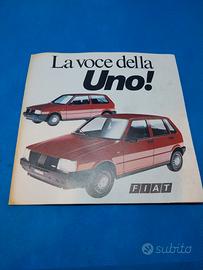 La voce della
Uno!
FIAT
subito